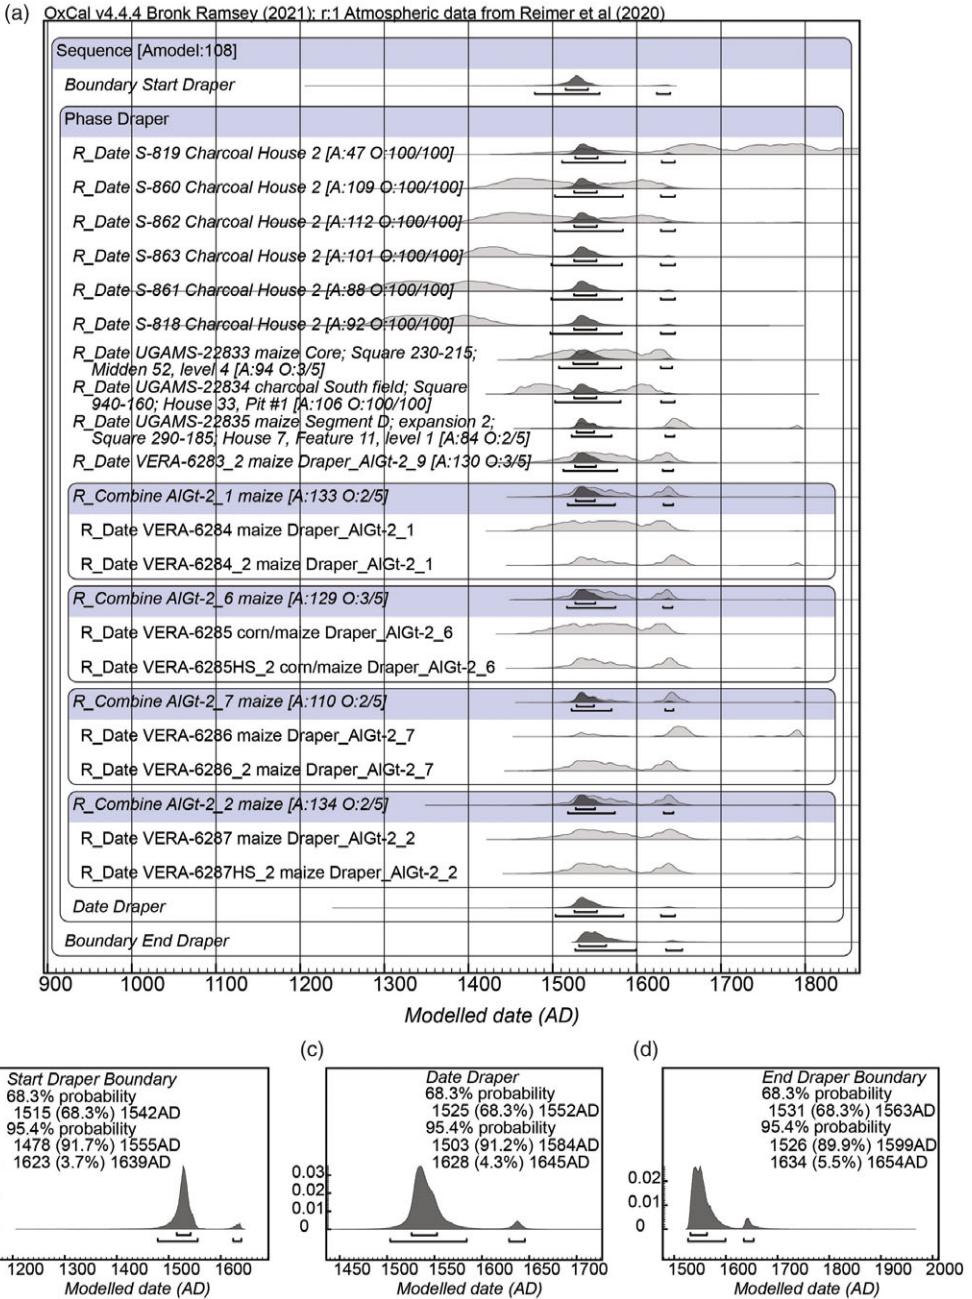 (a) OxCal v4.4.4 Bronk Ramsey (2021); r:1 Atmospheric data from Reimer et al (2020)
Sequence [Amodel:108]
Boundary Start Draper
Phase Draper
R_Date S-819 Charcoal House 2 [A:47 O:100/100]
R_Date S-860 Charcoal House 2 [A:109 O:100/100]
R_Date S-862 Charcoal House 2 [A:112 O:100/100]
R_Date S-863 Charcoal House 2 [A:101 O:100/100]
R_Date S-861 Charcoal House 2 [A:88 O:100/100]
R_Date S-818 Charcoal House 2 [A:92 O:100/100]
R_Date UGAMS-22833 maize Core; Square 230-215;
Midden 52, level 4 [A:94 O:3/5]
R_Date UGAMS-22834 charcoal South field; Square
940-160; House 33, Pit #1 [A:106 O:100/100]
R_Date UGAMS-22835 maize Segment D; expansion 2;
Square 290-185; House 7, Feature 11, level 1 [A:84 O:2/5]
R_Date VERA-6283_2 maize Draper_AlGt-2_9 [A:130 O:3/5]
R_Combine AlGt-2_1 maize [A:133 O:2/5]
R_Date VERA-6284 maize Draper_AlGt-2_1
R_Date VERA-6284_2 maize Draper_AlGt-2_1
R_Combine AlGt-2_6 maize [A:129 O:3/5]
R_Date VERA-6285 corn/maize Draper_AlGt-2_6
R_Date VERA-6285HS_2 corn/maize Draper_AlGt-2_6
R_Combine AlGt-2_7 maize [A:110 O:2/5]
R_Date VERA-6286 maize Draper_AlGt-2_7
R_Date VERA-6286_2 maize Draper_AlGt-2_7
R_Combine AlGt-2_2 maize [A:134 O:2/5]
R_Date VERA-6287 maize Draper_AlGt-2_2
R_Date VERA-6287HS_2 maize Draper_AlGt-2_2
Date Draper
Boundary End Draper
900 1000 1100 1200 1300 1400 1500 1600 1700 1800
Modelled date (AD)
Start Draper Boundary
68.3% probability
1515 (68.3%) 1542AD
95.4% probability
1478 (91.7%) 1555AD
1623 (3.7%) 1639AD
1200 1300 1400 1500 1600
Modelled date (AD)
(c)
Date Draper
68.3% probability
1525 (68.3%) 1552AD
95.4% probability
1503 (91.2%) 1584AD
1628 (4.3%) 1645AD
0.03
0.02
0.01
0
1450 1500 1550 1600 1650 1700
Modelled date (AD)
(d)
End Draper Boundary
68.3% probability
1531 (68.3%) 1563AD
95.4% probability
1526 (89.9%) 1599AD
1634 (5.5%) 1654AD
0.02
0.01
0
1500 1600 1700 1800 1900 2000
Modelled date (AD)